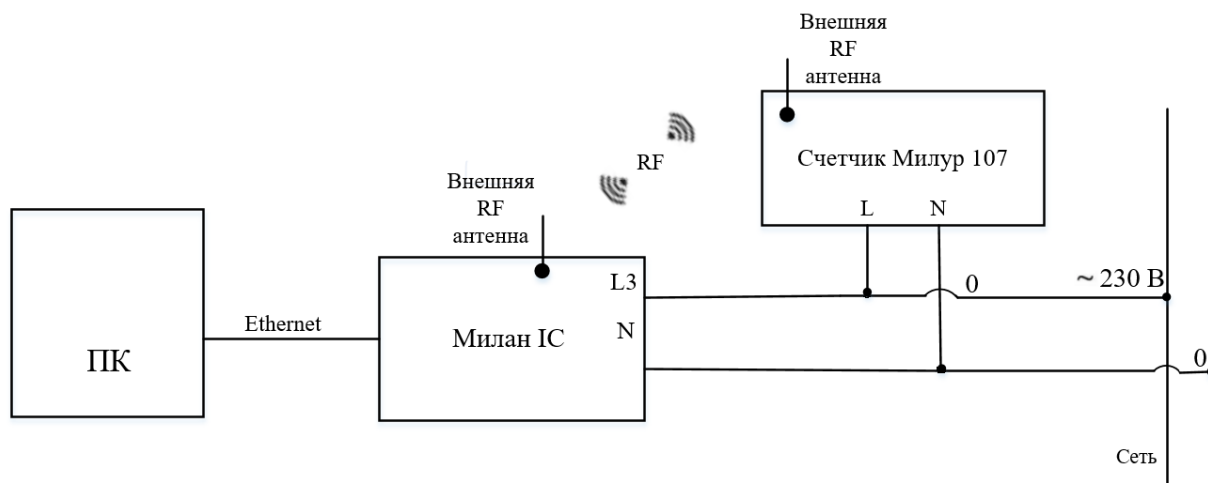 Внешняя
RF
антенна
Счетчик Милур 107
L N
RF
Внешняя
RF
антенна
L3
0
~ 230 В
Ethernet
Милан IC
N
ПК
0
Сеть